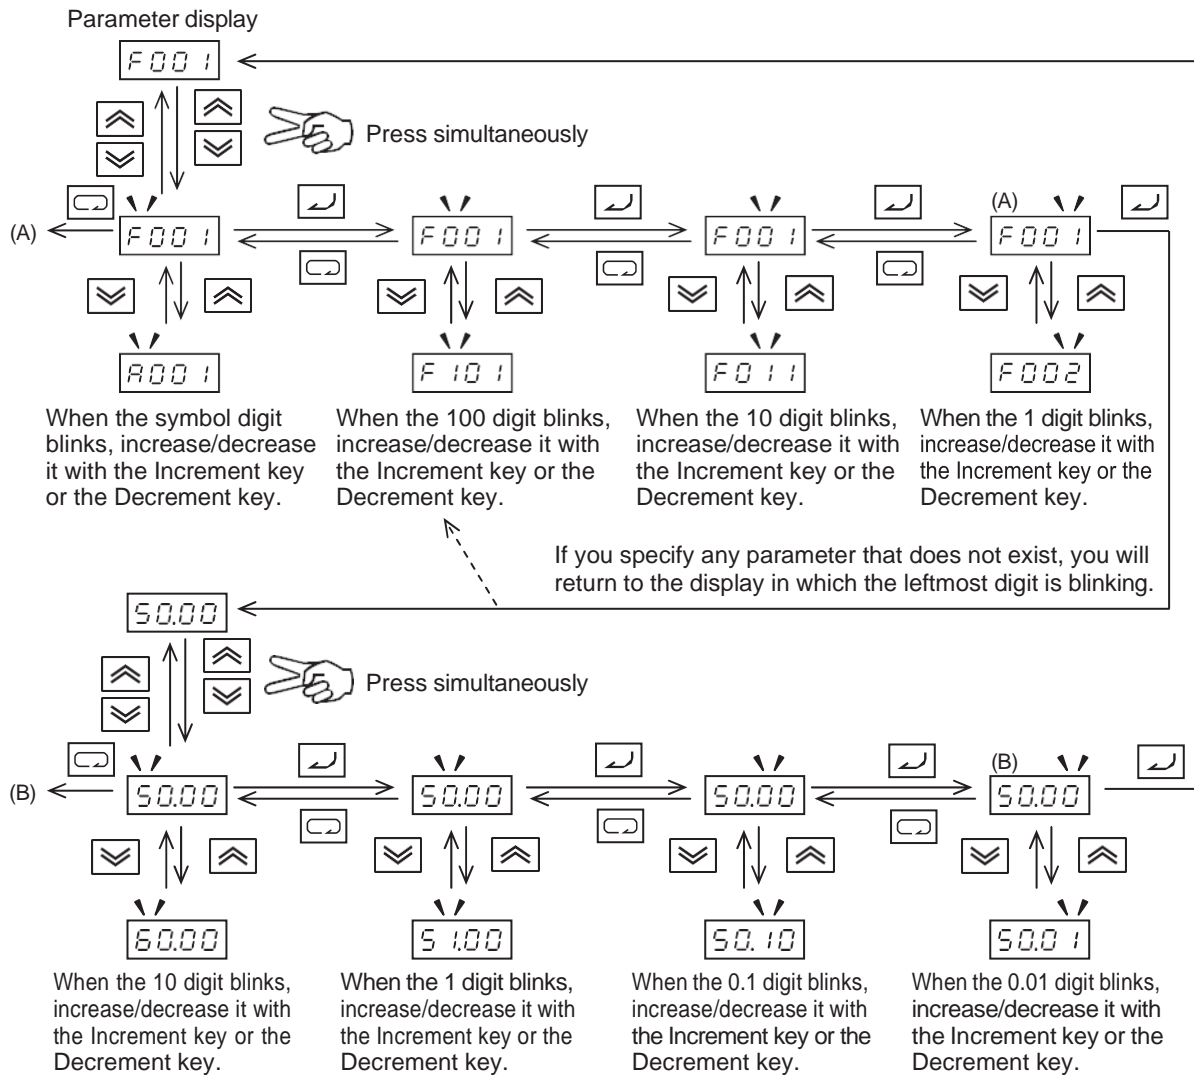 Parameter display
F001
Press simultaneously
(A)
F001
F001
F001
(A)
F001
A001
F101
F011
F002
When the symbol digit
blinks, increase/decrease
it with the Increment key
or the Decrement key.
When the 100 digit blinks,
increase/decrease it with
the Increment key or the
Decrement key.
When the 10 digit blinks,
increase/decrease it with
the Increment key or the
Decrement key.
When the 1 digit blinks,
increase/decrease it with
the Increment key or the
Decrement key.
If you specify any parameter that does not exist, you will
return to the display in which the leftmost digit is blinking.
50.00
Press simultaneously
(B)
50.00
50.00
50.00
(B)
50.00
60.00
51.00
50.10
50.01
When the 10 digit blinks,
increase/decrease it with
the Increment key or the
Decrement key.
When the 1 digit blinks,
increase/decrease it with
the Increment key or the
Decrement key.
When the 0.1 digit blinks,
increase/decrease it with
the Increment key or the
Decrement key.
When the 0.01 digit blinks,
increase/decrease it with
the Increment key or the
Decrement key.